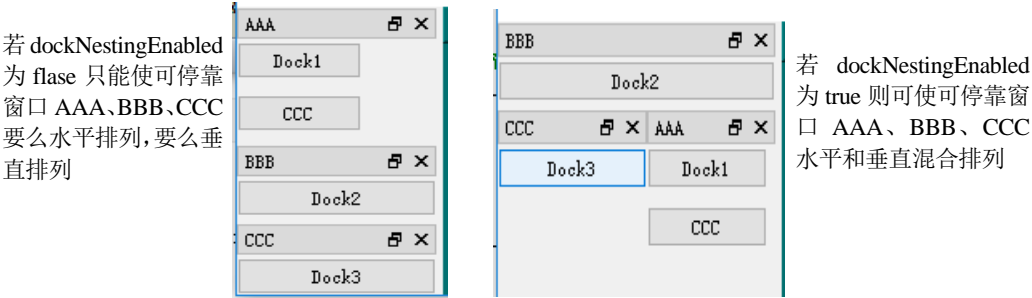 若 dockNestingEnabled
为 flase 只能使可停靠
窗口 AAA、BBB、CCC
要么水平排列，要么垂
直排列
AAA
Dock1
CCC
BBB
Dock2
CCC
Dock3
BBB
Dock2
CCC AAA
Dock3 Dock1
CCC
若 dockNestingEnabled
为 true 则可使可停靠窗
口 AAA、BBB、CCC
水平和垂直混合排列